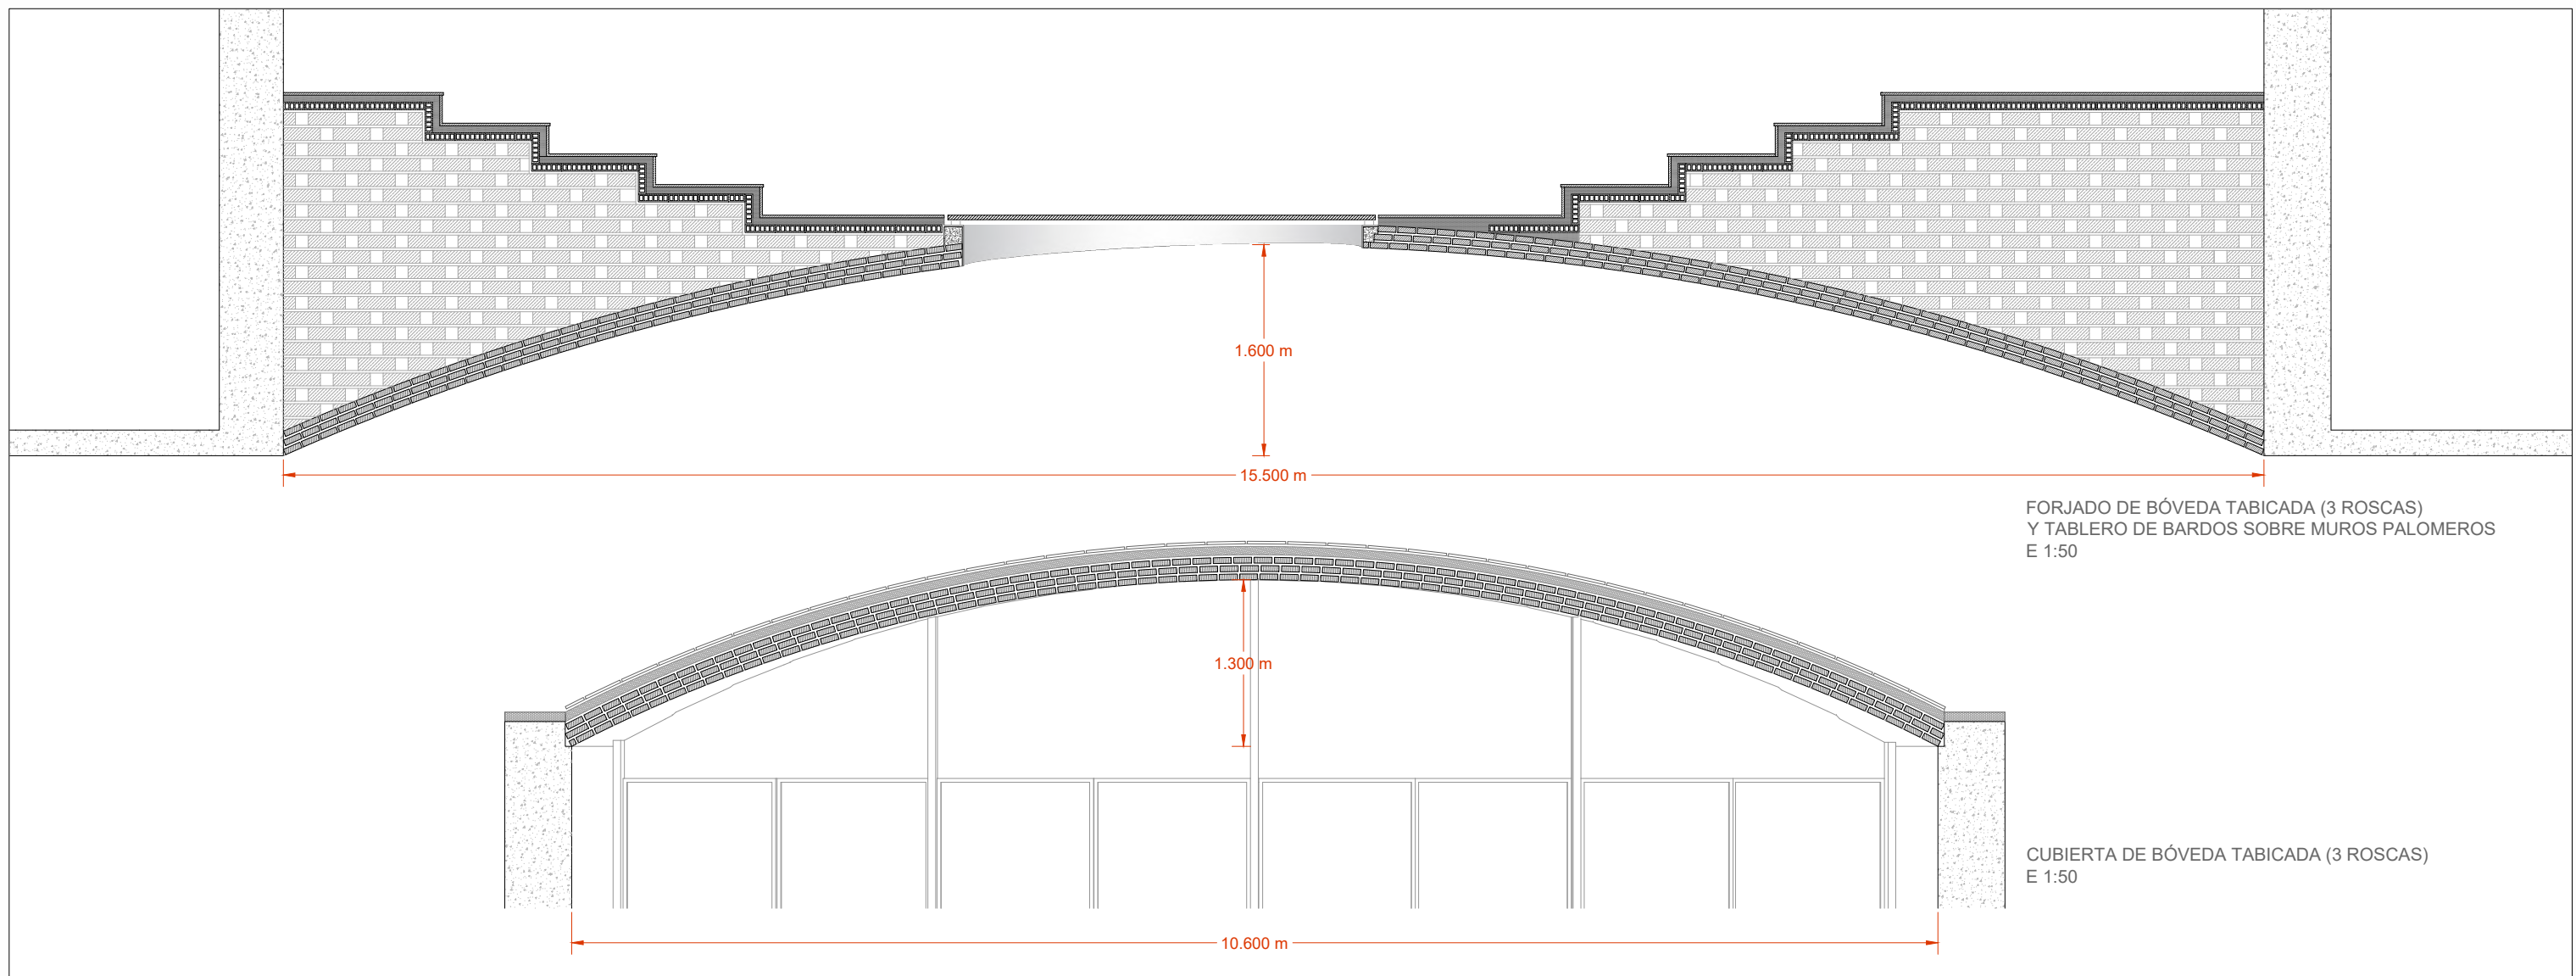 1.600 m
15.500 m
FORJADO DE BÓVEDA TABICADA (3 ROSCAS)
Y TABLERO DE BARDOS SOBRE MUROS PALOMEROS
E 1:50
1.300 m
CUBIERTA DE BÓVEDA TABICADA (3 ROSCAS)
E 1:50
10.600 m